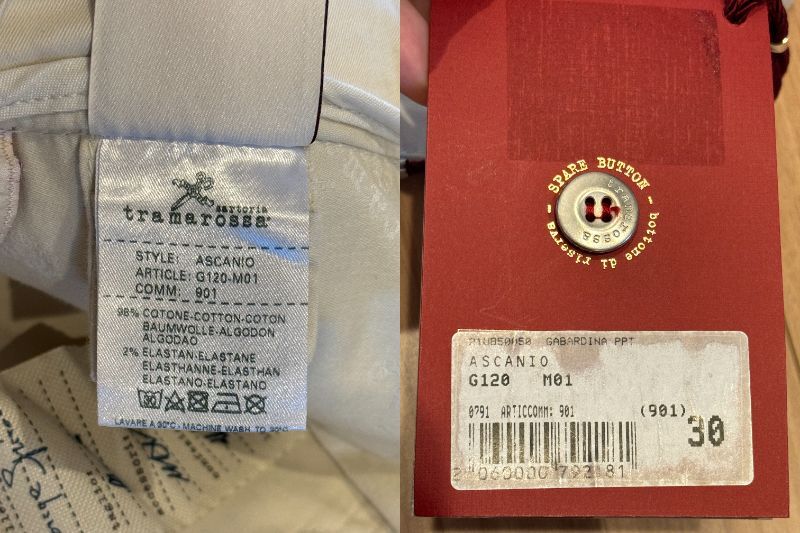 sartoria
tramarossa
STYLE: ASCANIO
ARTICLE: G120-M01
COMM: 901
98% COTONE-COTTON-COTON
BAUMWOLLE-ALGODON
ALGODAO
2% ELASTAN-ELASTANE
ELASTHANNE-ELASTHAN
ELASTANO-ELASTANO
LAVARE A 30°C - MACHINE WASH TO 30°C
SPARE BUTTON
bottone di riserva
tramarossa
GABARDINA PPT
ASCANIO
G120 M01
0791 ARTICCOMM: 901
(901)
30